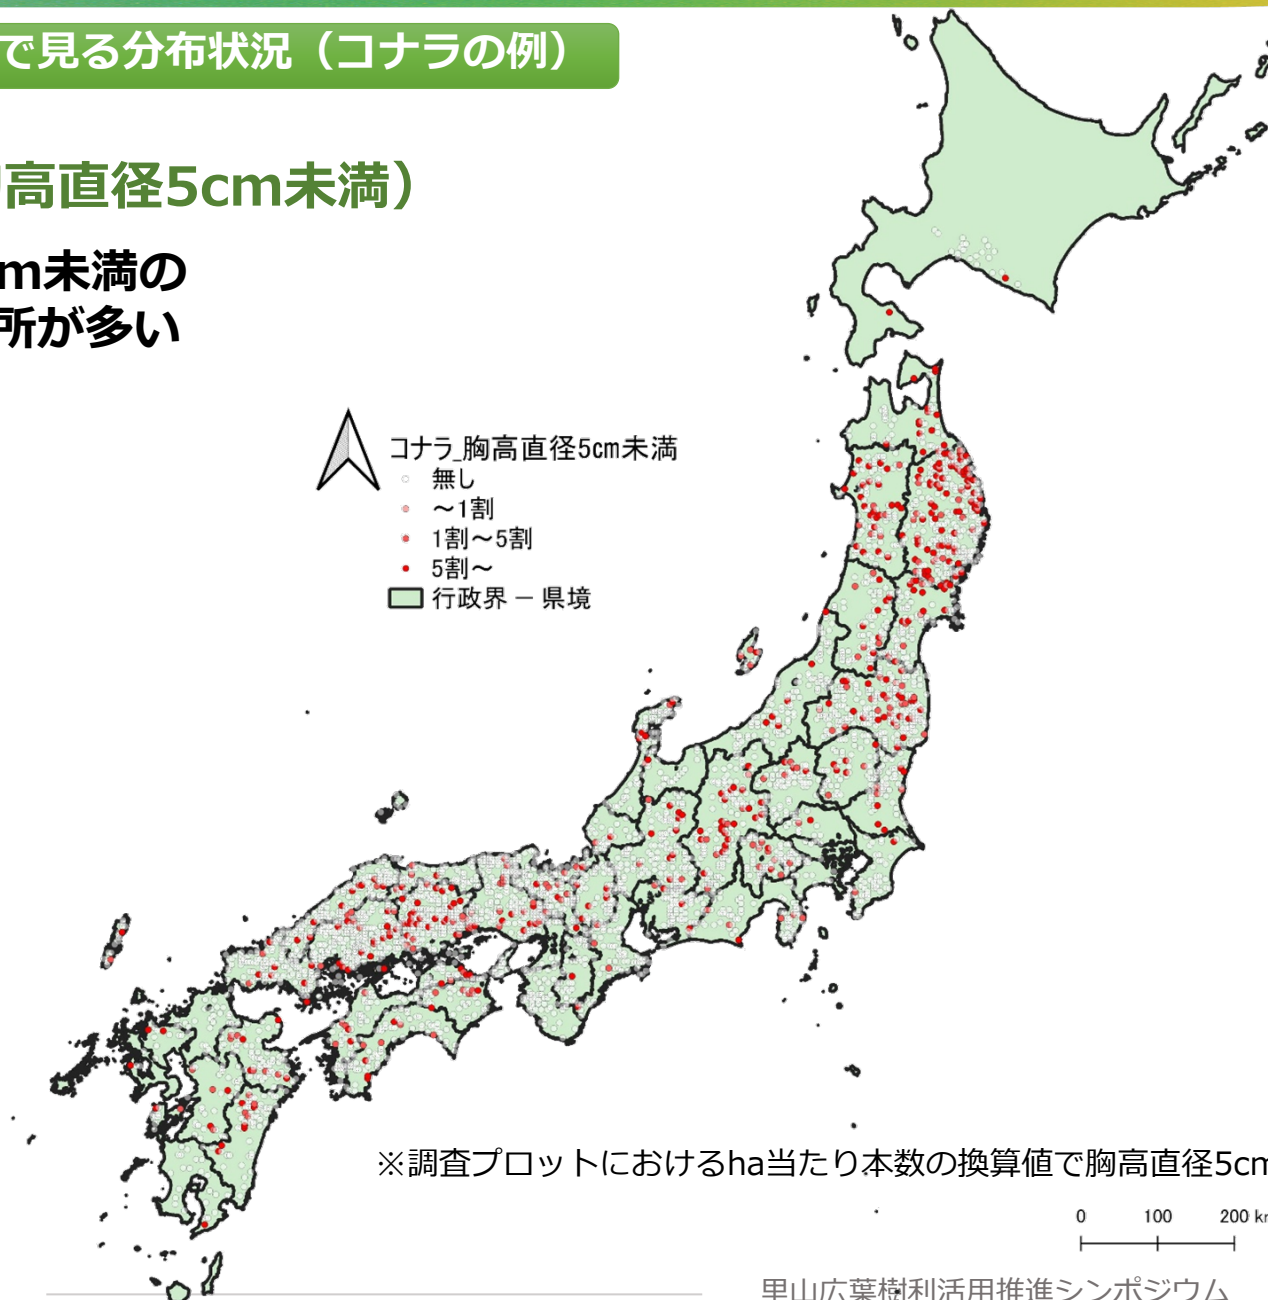 で見る分布状況（コナラの例）
高直径5cm未満）
m未満の
所が多い
コナラ_胸高直径5cm未満
無し
～1割
1割～5割
5割～
行政界 － 県境
※調査プロットにおけるha当たり本数の換算値で胸高直径5cm
0 100 200 km
里山広葉樹利活用推進シンポジウム